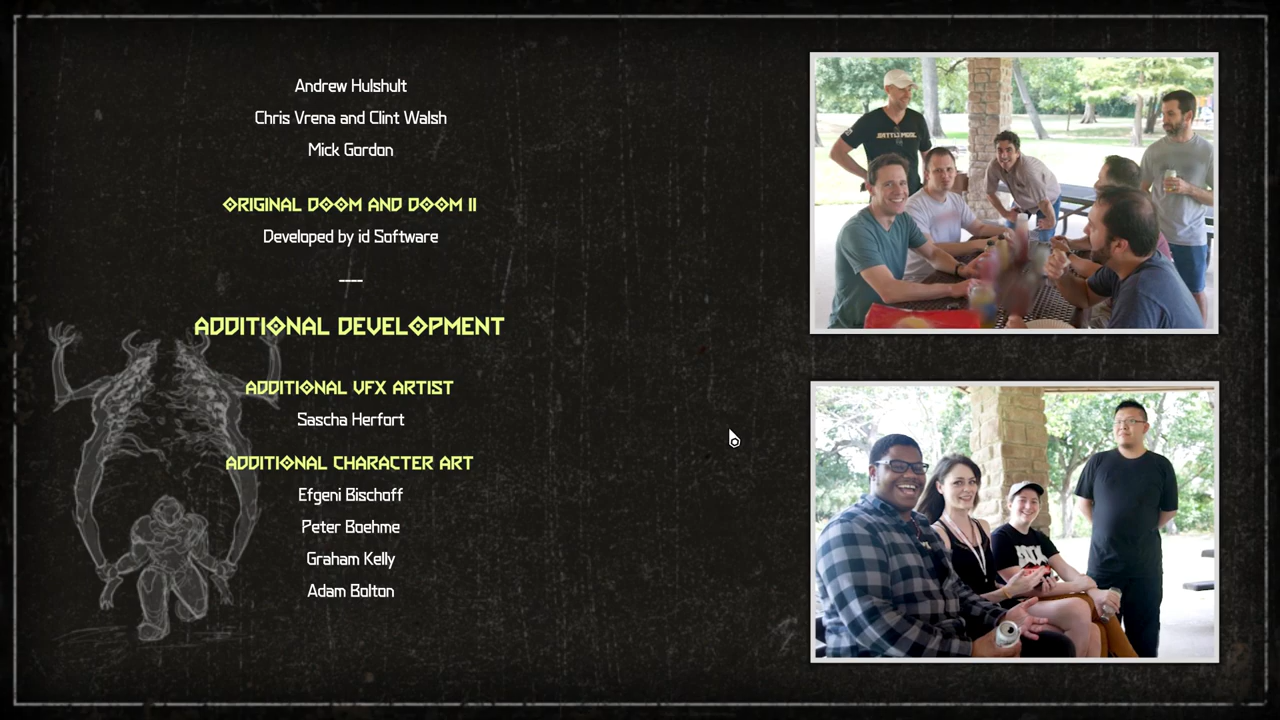 Andrew Hulshult
Chris Vrena and Clint Walsh
Mick Gordon
ORIGINAL DOOM AND DOOM II
Developed by id Software
----
ADDITIONAL DEVELOPMENT
ADDITIONAL VFX ARTIST
Sascha Herfort
ADDITIONAL CHARACTER ART
Efgeni Bischoff
Peter Boehme
Graham Kelly
Adam Bolton